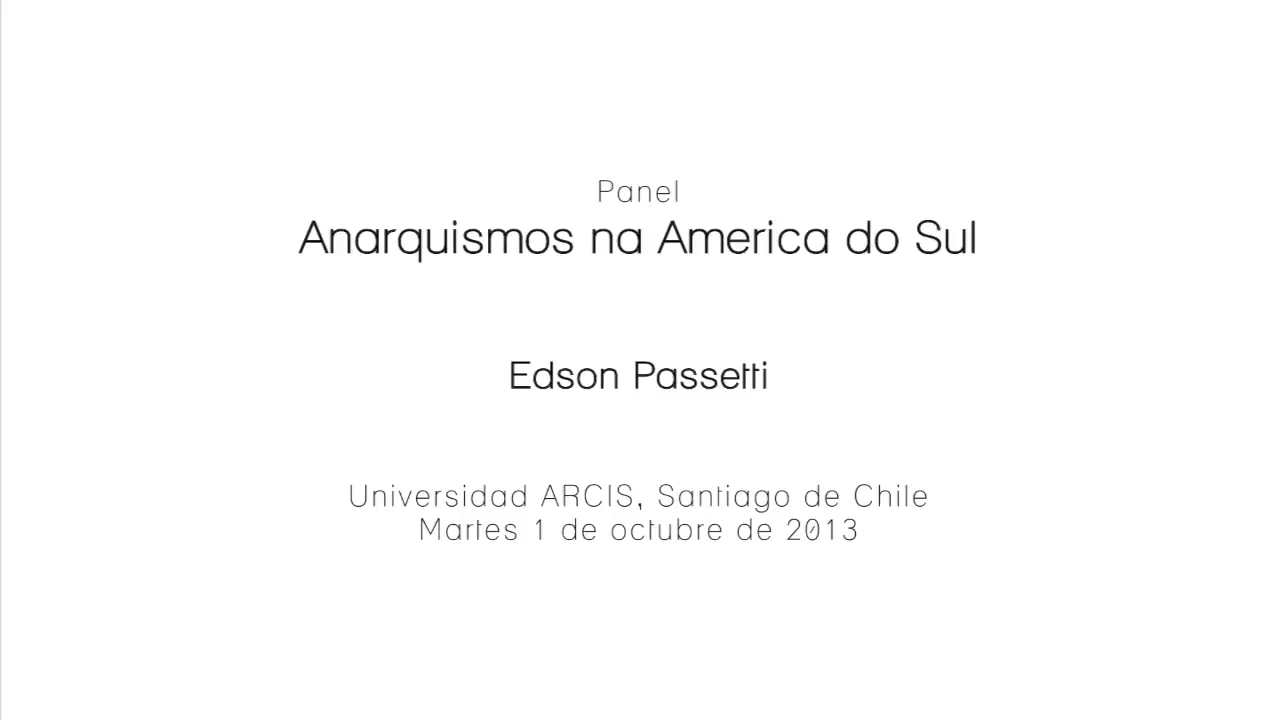 Panel
Anarquismos na America do Sul
Edson Passetti
Universidad ARCIS, Santiago de Chile
Martes 1 de octubre de 2013